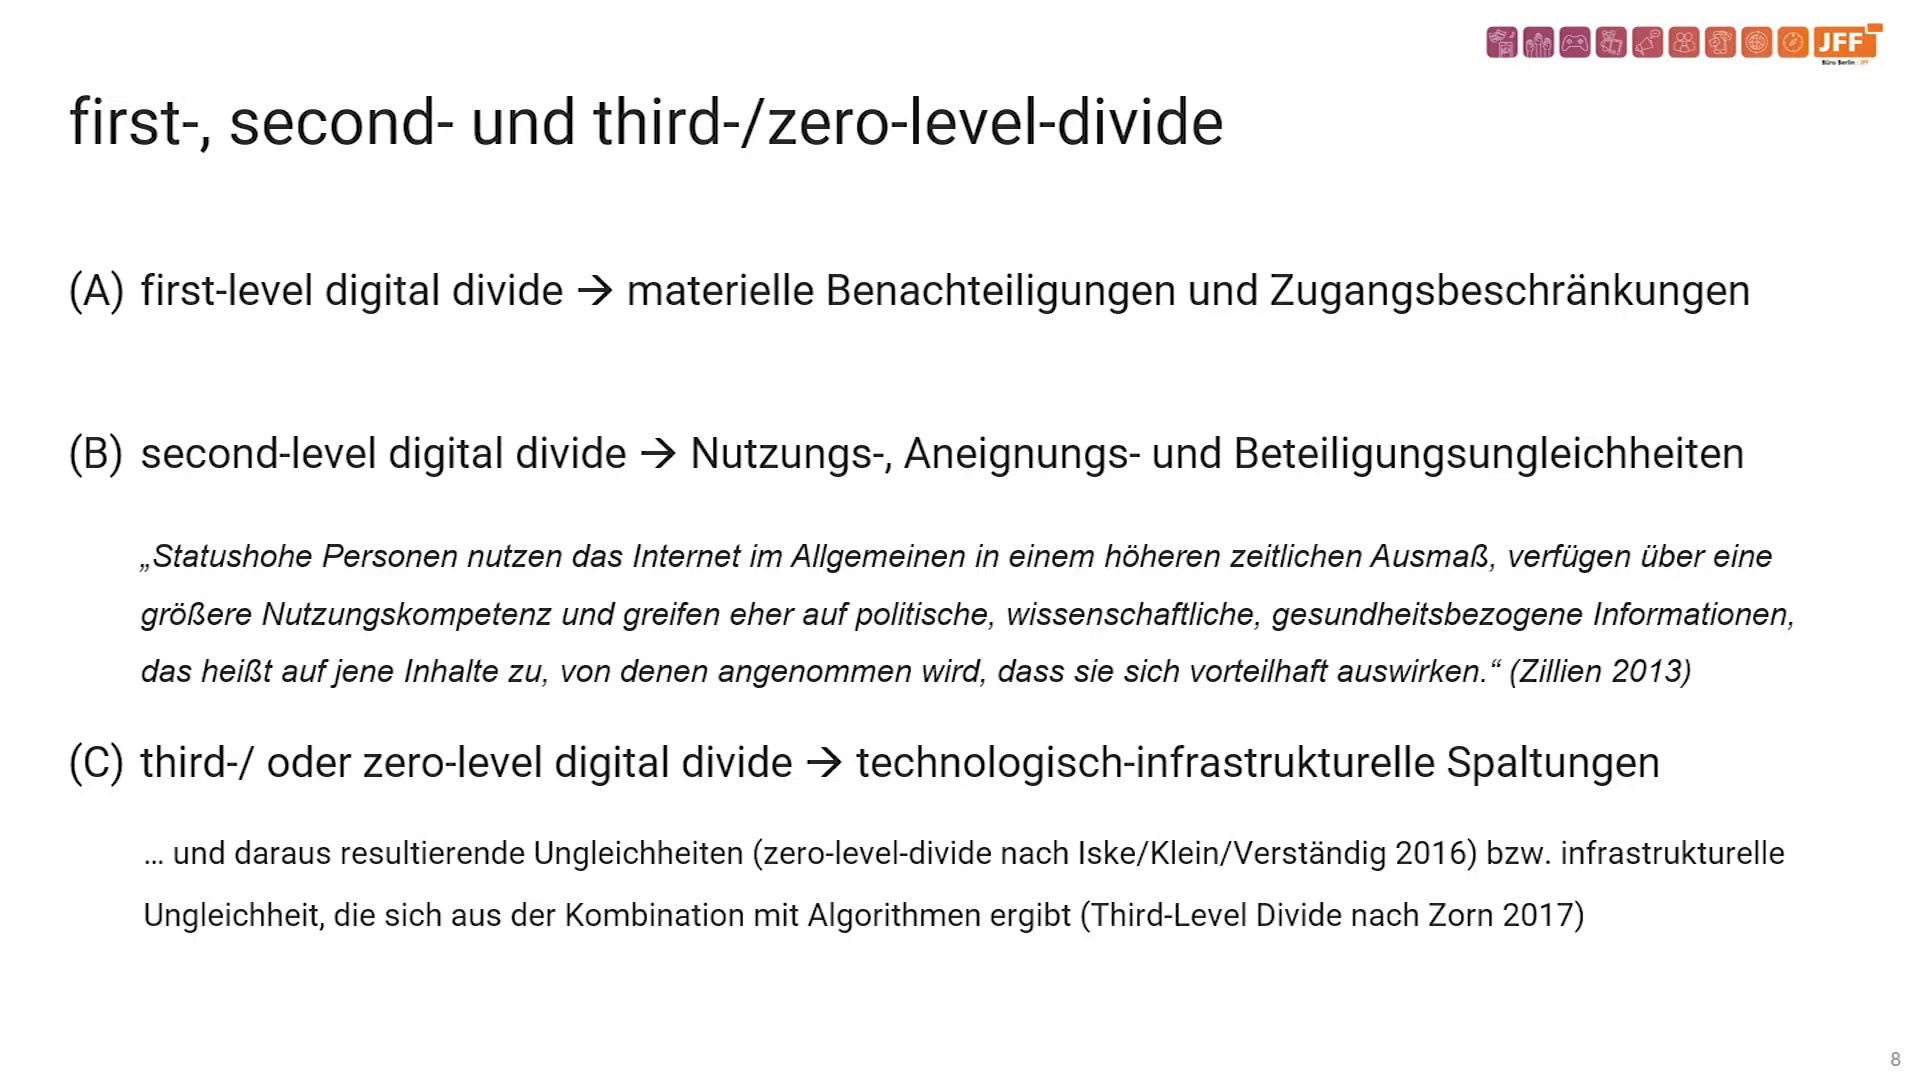 JFF
Büro Berlin | JFF
first-, second- und third-/zero-level-divide
(A) first-level digital divide → materielle Benachteiligungen und Zugangsbeschränkungen
(B) second-level digital divide → Nutzungs-, Aneignungs- und Beteiligungsungleichheiten
„Statushohe Personen nutzen das Internet im Allgemeinen in einem höheren zeitlichen Ausmaß, verfügen über eine
größere Nutzungskompetenz und greifen eher auf politische, wissenschaftliche, gesundheitsbezogene Informationen,
das heißt auf jene Inhalte zu, von denen angenommen wird, dass sie sich vorteilhaft auswirken.“ (Zillien 2013)
(C) third-/ oder zero-level digital divide → technologisch-infrastrukturelle Spaltungen
… und daraus resultierende Ungleichheiten (zero-level-divide nach Iske/Klein/Verständig 2016) bzw. infrastrukturelle
Ungleichheit, die sich aus der Kombination mit Algorithmen ergibt (Third-Level Divide nach Zorn 2017)
8